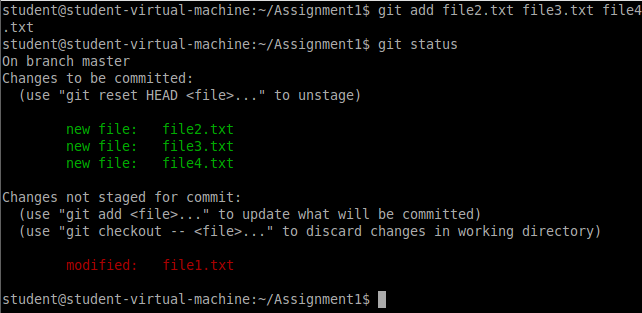 student@student-virtual-machine:~/Assignment1$ git add file2.txt file3.txt file4
.txt
student@student-virtual-machine:~/Assignment1$ git status
On branch master
Changes to be committed:
  (use "git reset HEAD <file>..." to unstage)
        new file:   file2.txt
        new file:   file3.txt
        new file:   file4.txt
Changes not staged for commit:
  (use "git add <file>..." to update what will be committed)
  (use "git checkout -- <file>..." to discard changes in working directory)
        modified:   file1.txt
student@student-virtual-machine:~/Assignment1$